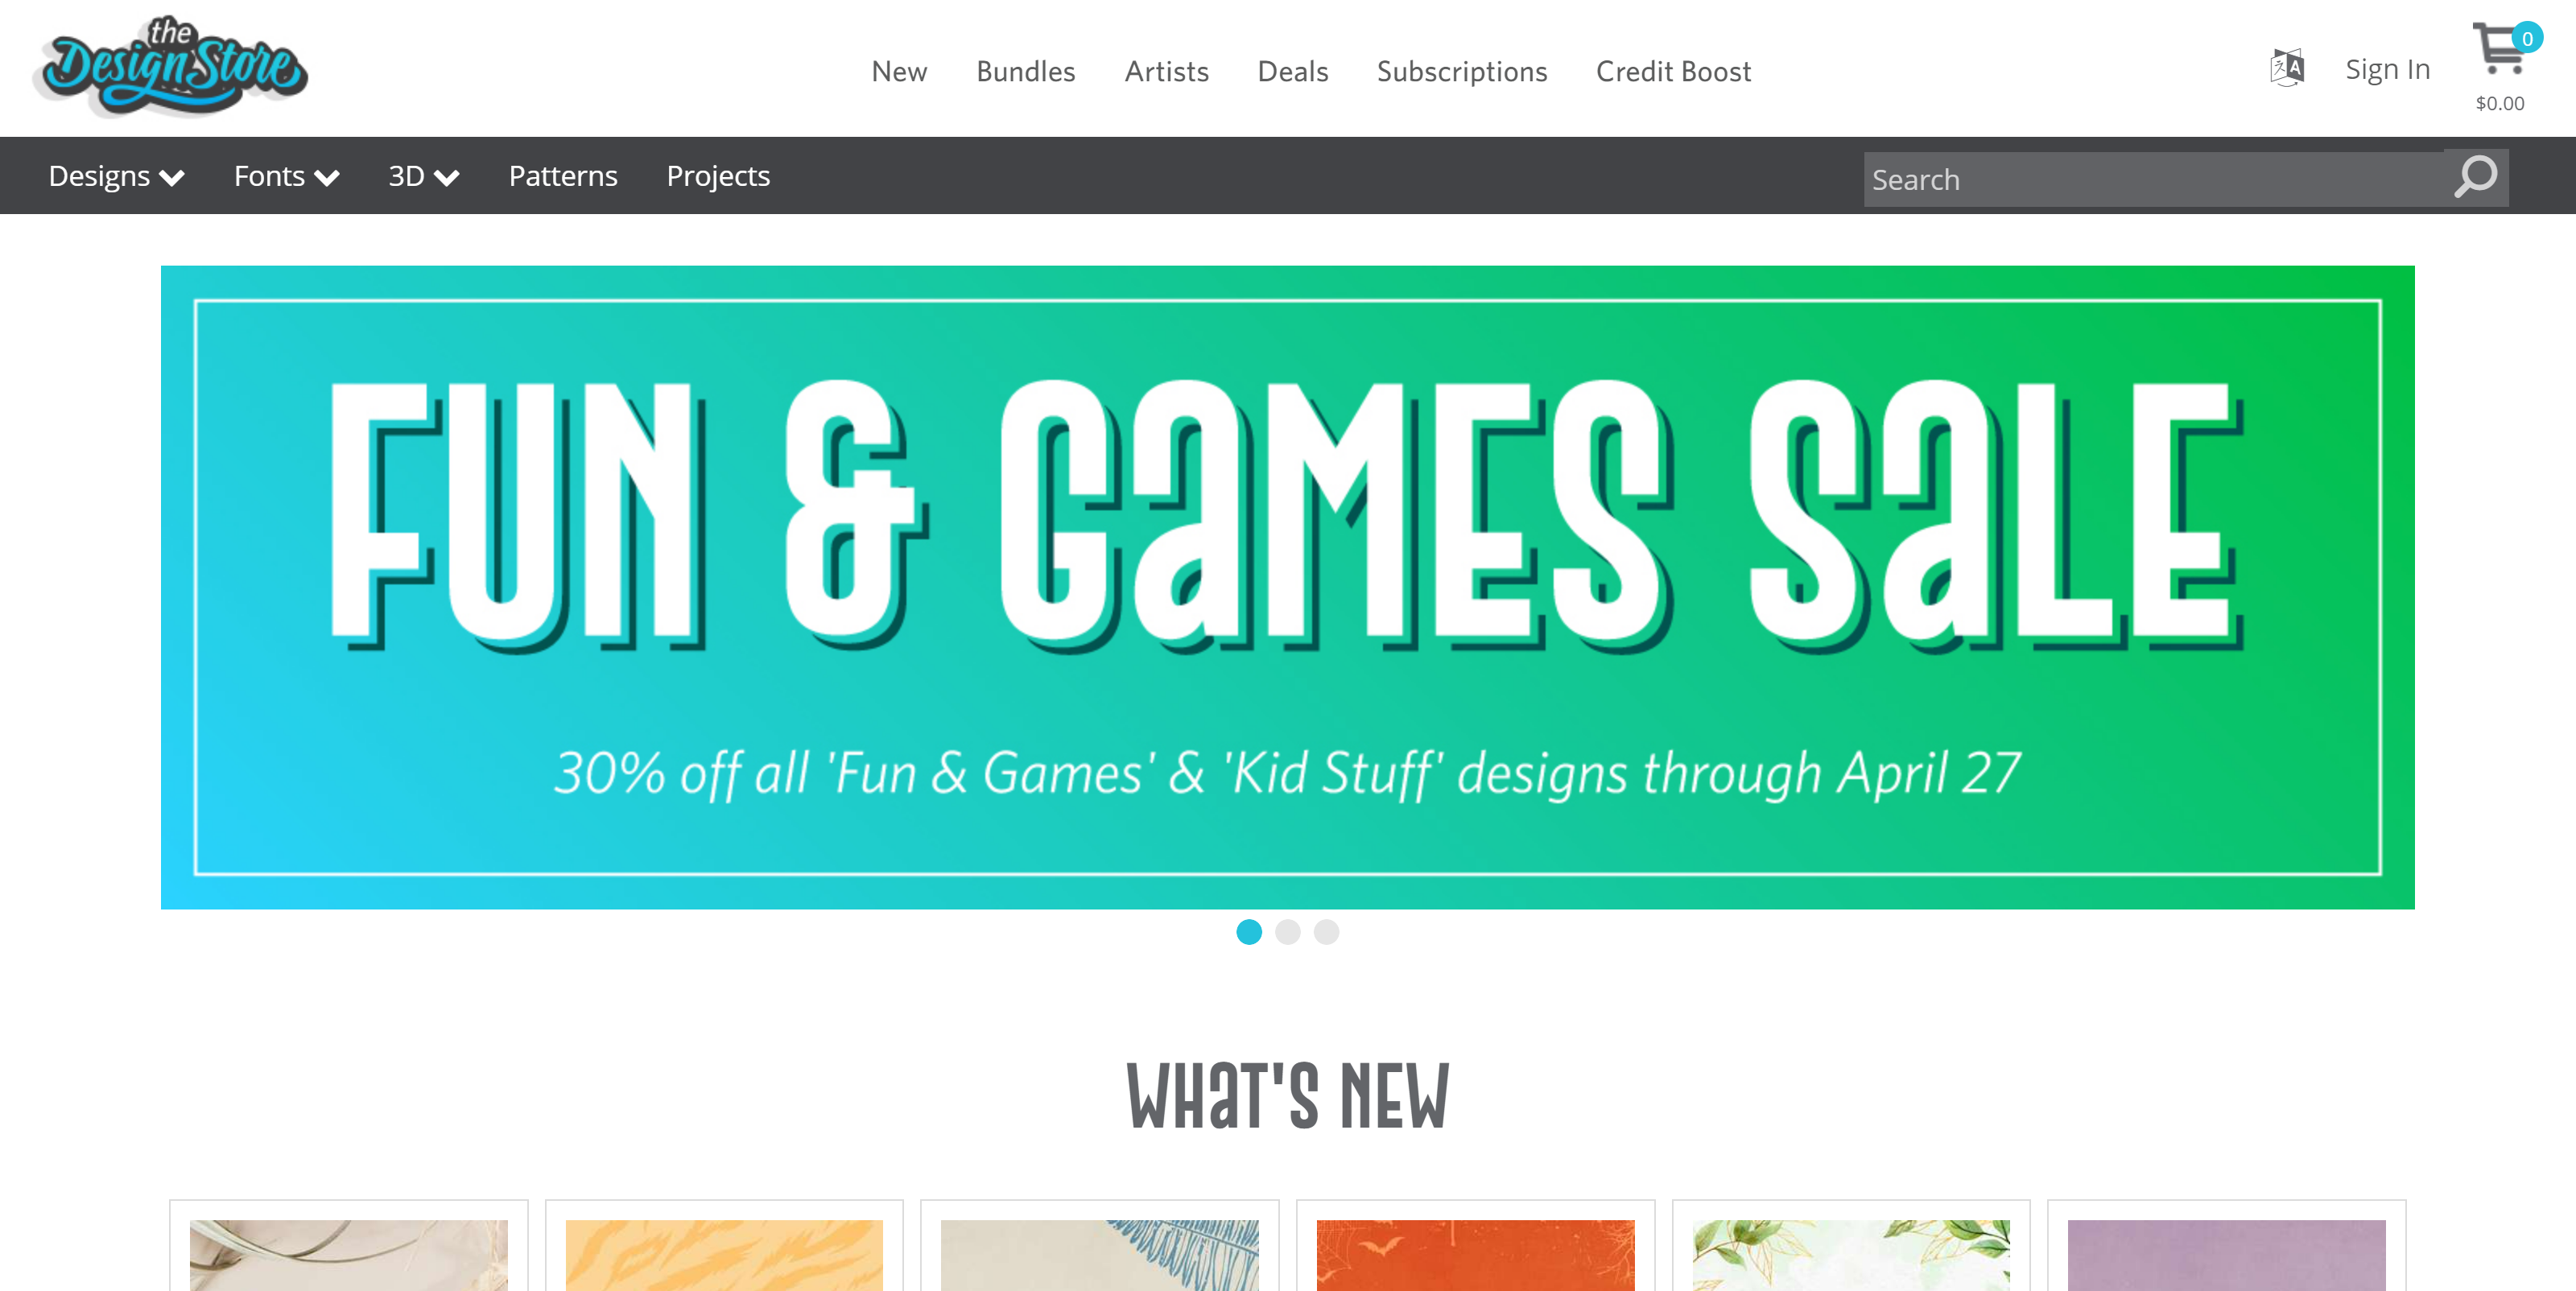 the
Design Store
New Bundles Artists Deals Subscriptions Credit Boost
A Sign In 0
$0.00
Designs Fonts 3D Patterns Projects Search
FUN & GaMES SaLE
30% off all 'Fun & Games' & 'Kid Stuff' designs through April 27
WHaT'S NEW